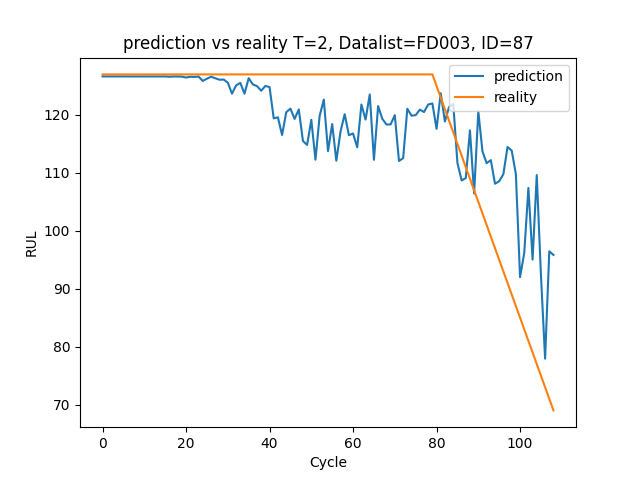 prediction vs reality T=2, Datalist=FD003, ID=87
prediction
reality
120
110
100
90
80
70
RUL
0 20 40 60 80 100
Cycle